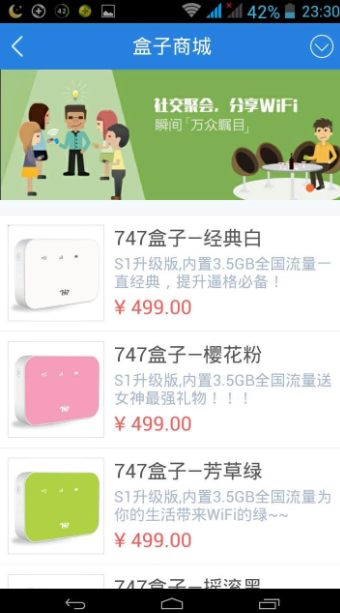 42
42% 23:30
盒子商城
社交聚会，分享WiFi
瞬间「万众瞩目」
747盒子—经典白
S1升级版,内置3.5GB全国流量一
直经典，提升逼格必备！
¥ 499.00
747
747盒子—樱花粉
S1升级版,内置3.5GB全国流量送
女神最强礼物！！！
¥ 499.00
747
747盒子—芳草绿
S1升级版,内置3.5GB全国流量为
你的生活带来WiFi的绿~~
¥ 499.00
747
747盒子—摇滚黑